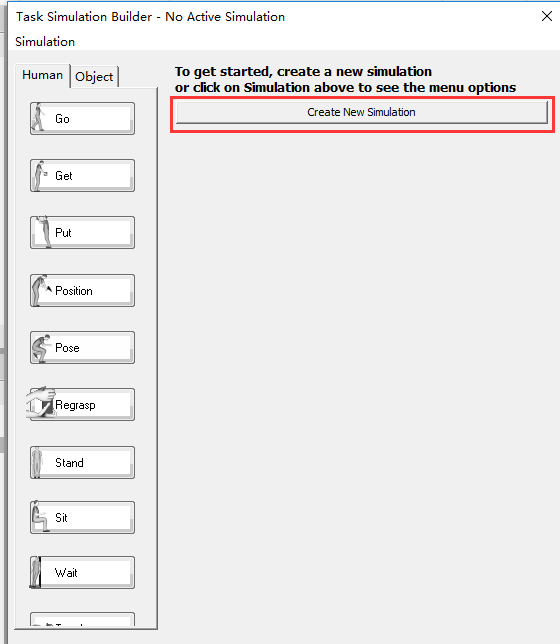 Task Simulation Builder - No Active Simulation
Simulation
Human
Object
To get started, create a new simulation
or click on Simulation above to see the menu options
Create New Simulation
Go
Get
Put
Position
Pose
Regrasp
Stand
Sit
Wait